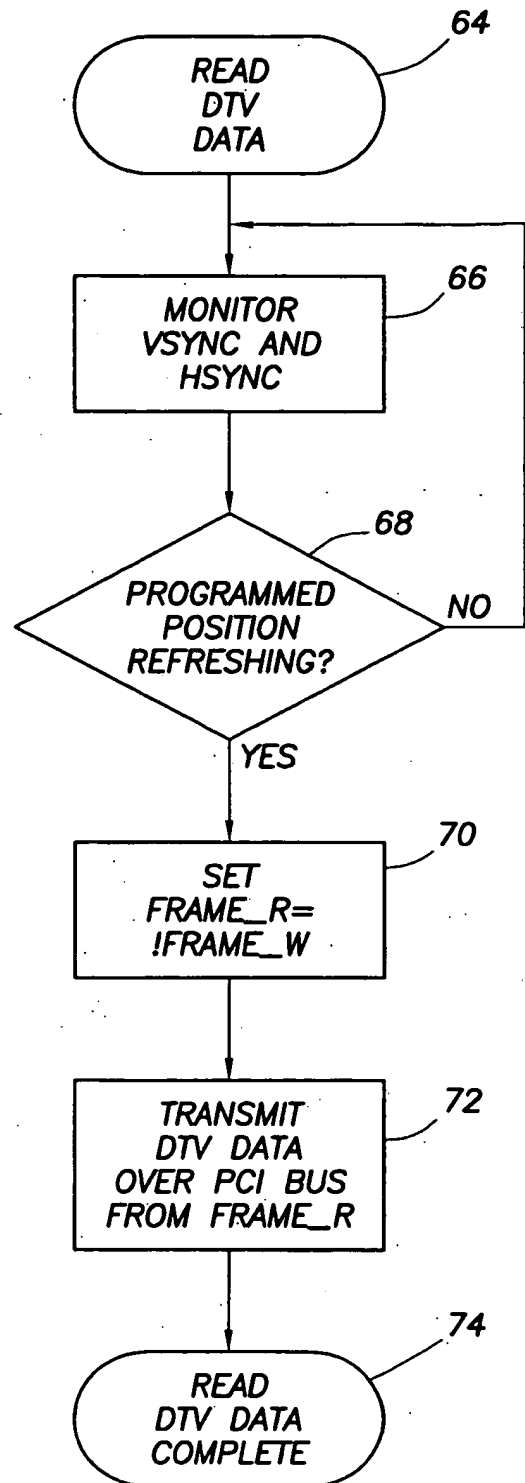 64
READ
DTV
DATA
66
MONITOR
VSYNC AND
HSYNC
68
PROGRAMMED
POSITION
REFRESHING?
NO
YES
70
SET
FRAME_R=
!FRAME_W
72
TRANSMIT
DTV DATA
OVER PCI BUS
FROM FRAME_R
74
READ
DTV DATA
COMPLETE